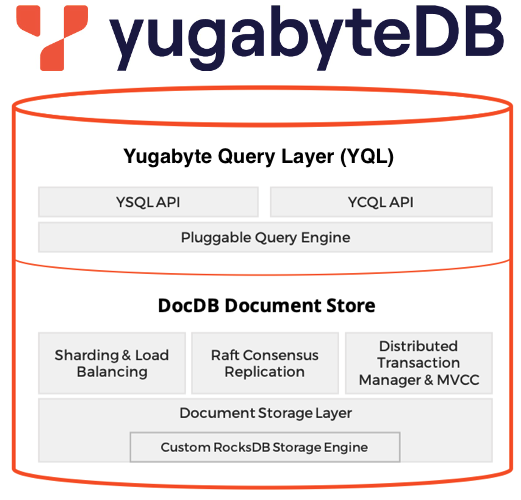 yugabyteDB
Yugabyte Query Layer (YQL)
YSQL API
YCQL API
Pluggable Query Engine
DocDB Document Store
Sharding & Load
Balancing
Raft Consensus
Replication
Distributed
Transaction
Manager & MVCC
Document Storage Layer
Custom RocksDB Storage Engine